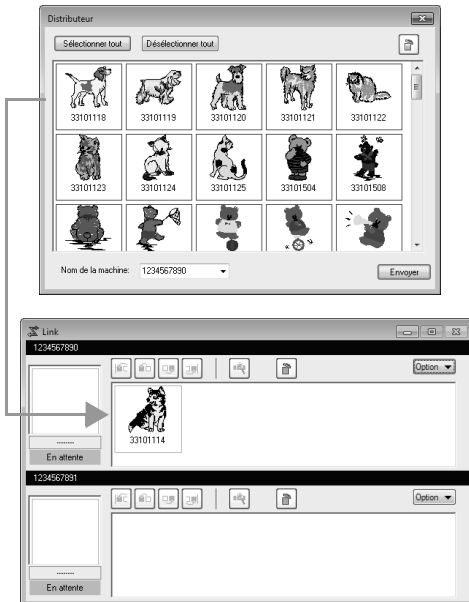 Distributeur
Sélectionner tout Désélectionner tout
33101118 33101119 33101120 33101121 33101122
33101123 33101124 33101125 33101504 33101508
Nom de la machine: 1234567890 Envoyer
Link
1234567890
Option
33101114
--------
En attente
1234567891
Option
--------
En attente